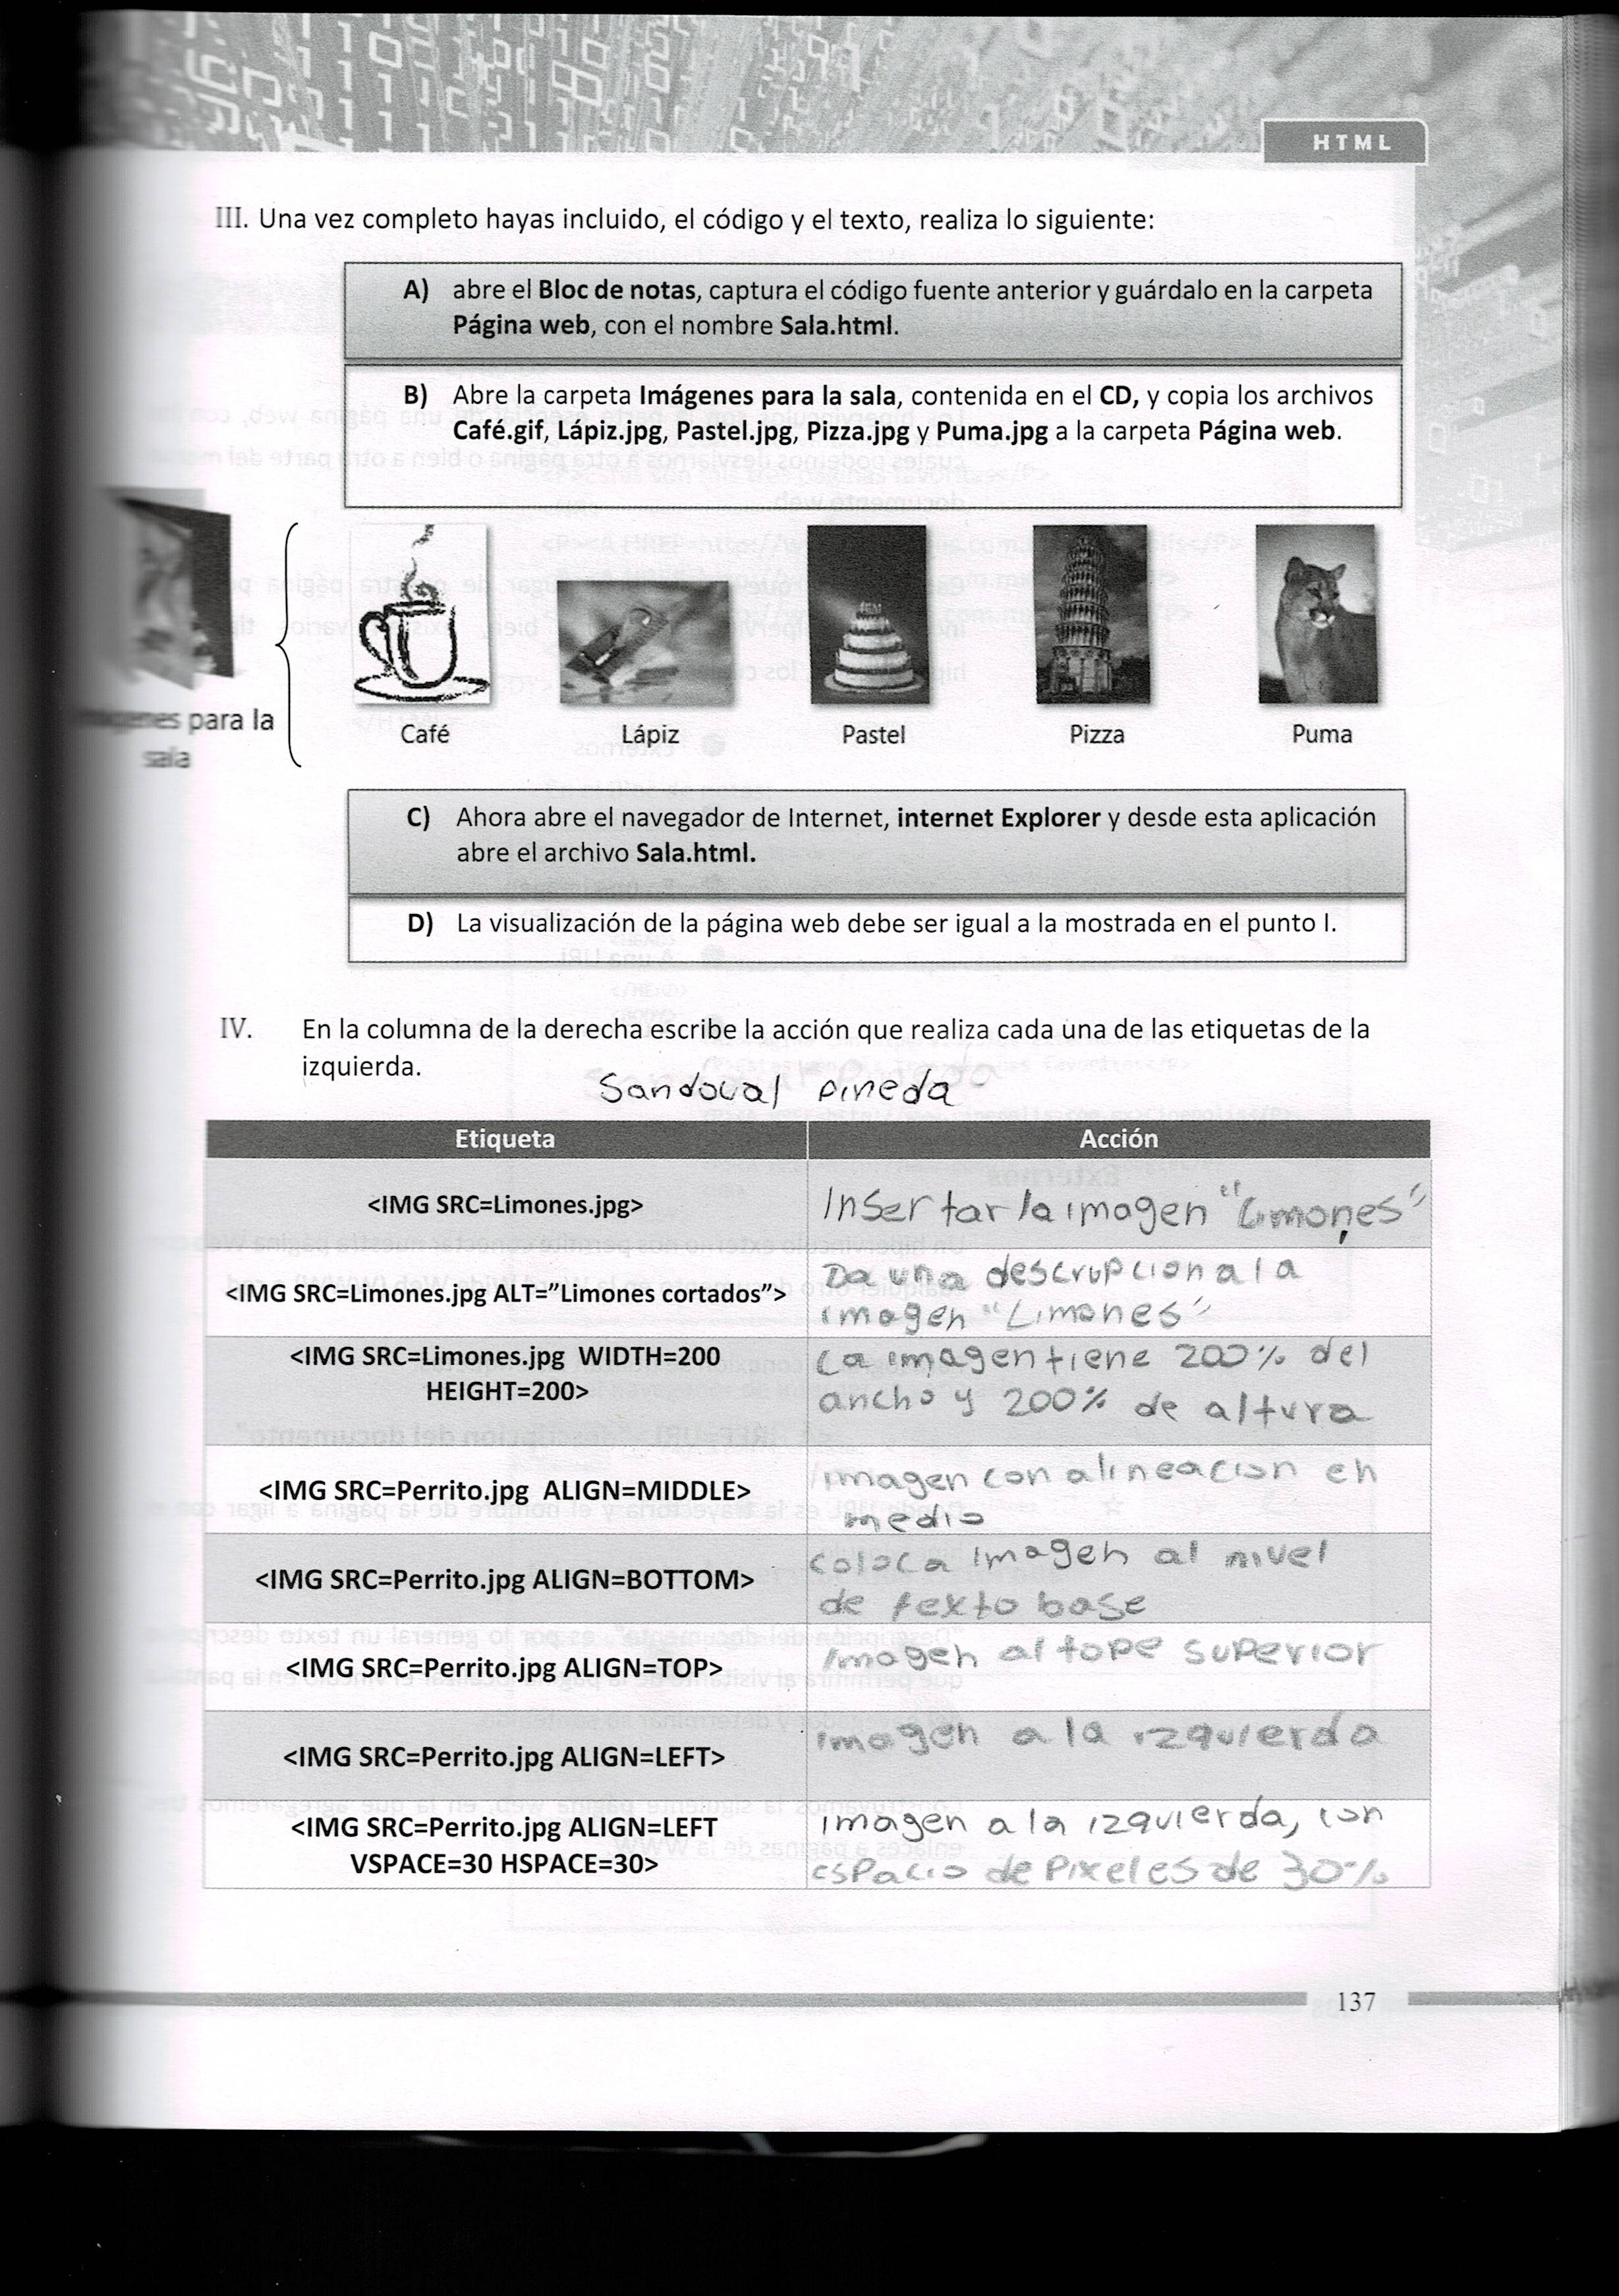 HTML
III. Una vez completo hayas incluido, el código y el texto, realiza lo siguiente:
A) abre el Bloc de notas, captura el código fuente anterior y guárdalo en la carpeta
Página web, con el nombre Sala.html.
B) Abre la carpeta Imágenes para la sala, contenida en el CD, y copia los archivos
Café.gif, Lápiz.jpg, Pastel.jpg, Pizza.jpg y Puma.jpg a la carpeta Página web.
para la
sala
Café Lápiz Pastel Pizza Puma
C) Ahora abre el navegador de Internet, internet Explorer y desde esta aplicación
abre el archivo Sala.html.
D) La visualización de la página web debe ser igual a la mostrada en el punto I.
IV. En la columna de la derecha escribe la acción que realiza cada una de las etiquetas de la
izquierda.
Sandoval Pineda
Etiqueta Acción
<IMG SRC=Limones.jpg>
Insertar la imagen "Limones"
<IMG SRC=Limones.jpg ALT="Limones cortados">
Da una descrupcion a la
imagen "Limones"
<IMG SRC=Limones.jpg WIDTH=200
HEIGHT=200>
La imagen tiene 200% del
ancho y 200% de altura
<IMG SRC=Perrito.jpg ALIGN=MIDDLE>
imagen con alineacion en
medio
<IMG SRC=Perrito.jpg ALIGN=BOTTOM>
coloca imagen al nivel
de texto base
<IMG SRC=Perrito.jpg ALIGN=TOP>
imagen al tope superior
<IMG SRC=Perrito.jpg ALIGN=LEFT>
imagen a la izquierda
<IMG SRC=Perrito.jpg ALIGN=LEFT
VSPACE=30 HSPACE=30>
imagen a la izquierda, con
espacio de pixeles de 30%
137